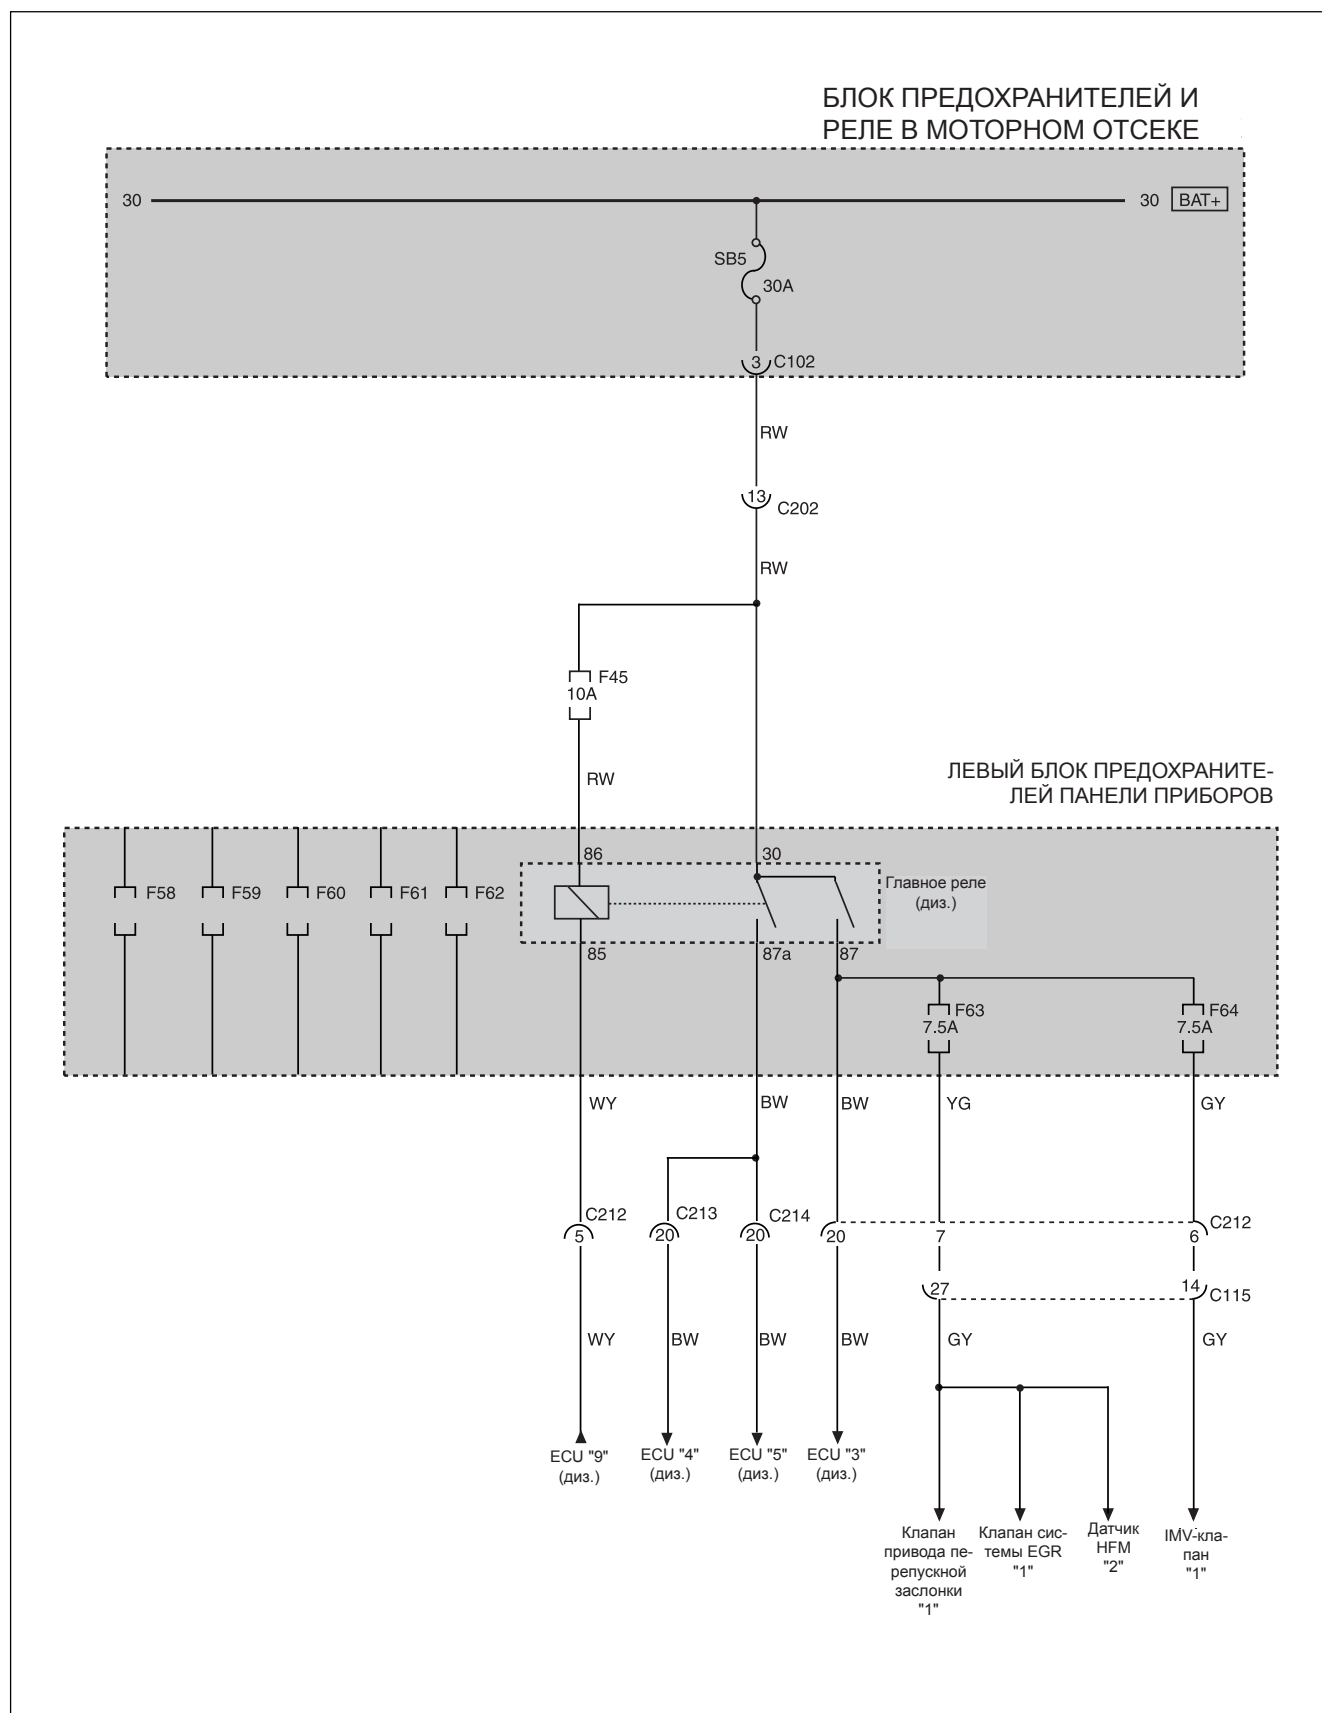 БЛОК ПРЕДОХРАНИТЕЛЕЙ И
РЕЛЕ В МОТОРНОМ ОТСЕКЕ
30
30
BAT+
SB5
30A
3
C102
RW
13
C202
RW
F45
10A
RW
ЛЕВЫЙ БЛОК ПРЕДОХРАНИТЕ-
ЛЕЙ ПАНЕЛИ ПРИБОРОВ
86
30
F58
F59
F60
F61
F62
Главное реле
(диз.)
85
87a
87
F63
7.5A
F64
7.5A
WY
BW
BW
YG
GY
C212
C213
C214
C212
5
20
20
20
7
6
27
14
C115
WY
BW
BW
BW
GY
GY
ECU "9"
(диз.)
ECU "4"
(диз.)
ECU "5"
(диз.)
ECU "3"
(диз.)
Клапан
привода пе-
репускной
заслонки
"1"
Клапан сис-
темы EGR
"1"
Датчик
HFM
"2"
IMV-кла-
пан
"1"